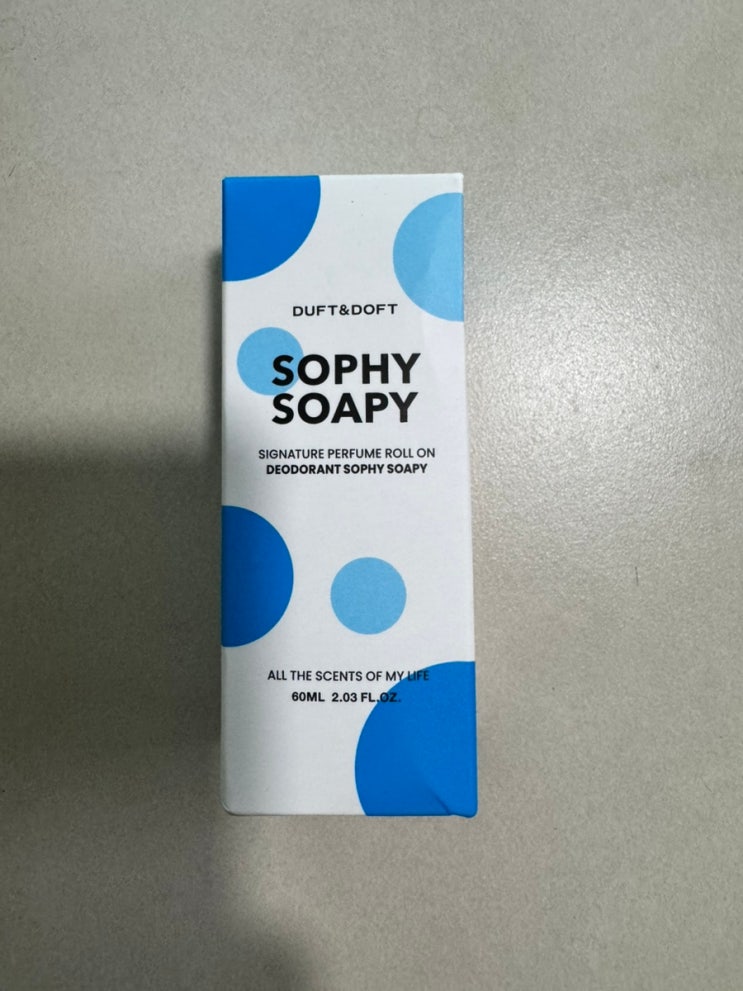 DUFT&DOFT
SOPHY
SOAPY
SIGNATURE PERFUME ROLL ON
DEODORANT SOPHY SOAPY
ALL THE SCENTS OF MY LIFE
60ML 2.03 FL.OZ.